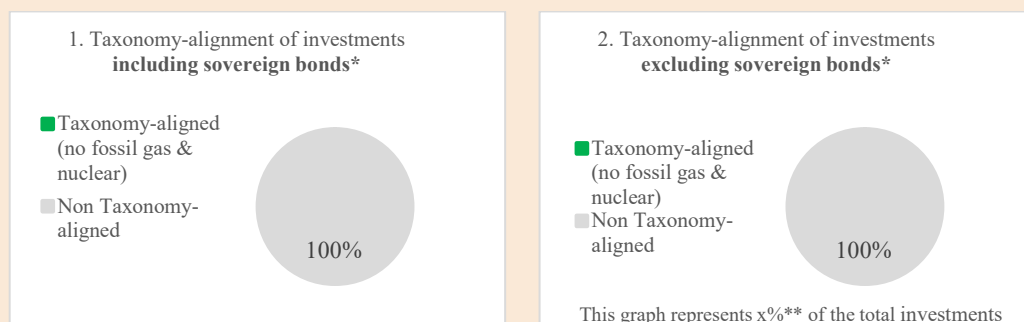 1. Taxonomy-alignment of investments
including sovereign bonds*
Taxonomy-aligned
(no fossil gas &
nuclear)
Non Taxonomy-
aligned
100%
2. Taxonomy-alignment of investments
excluding sovereign bonds*
Taxonomy-aligned
(no fossil gas &
nuclear)
Non Taxonomy-
aligned
100%
This graph represents x%** of the total investments